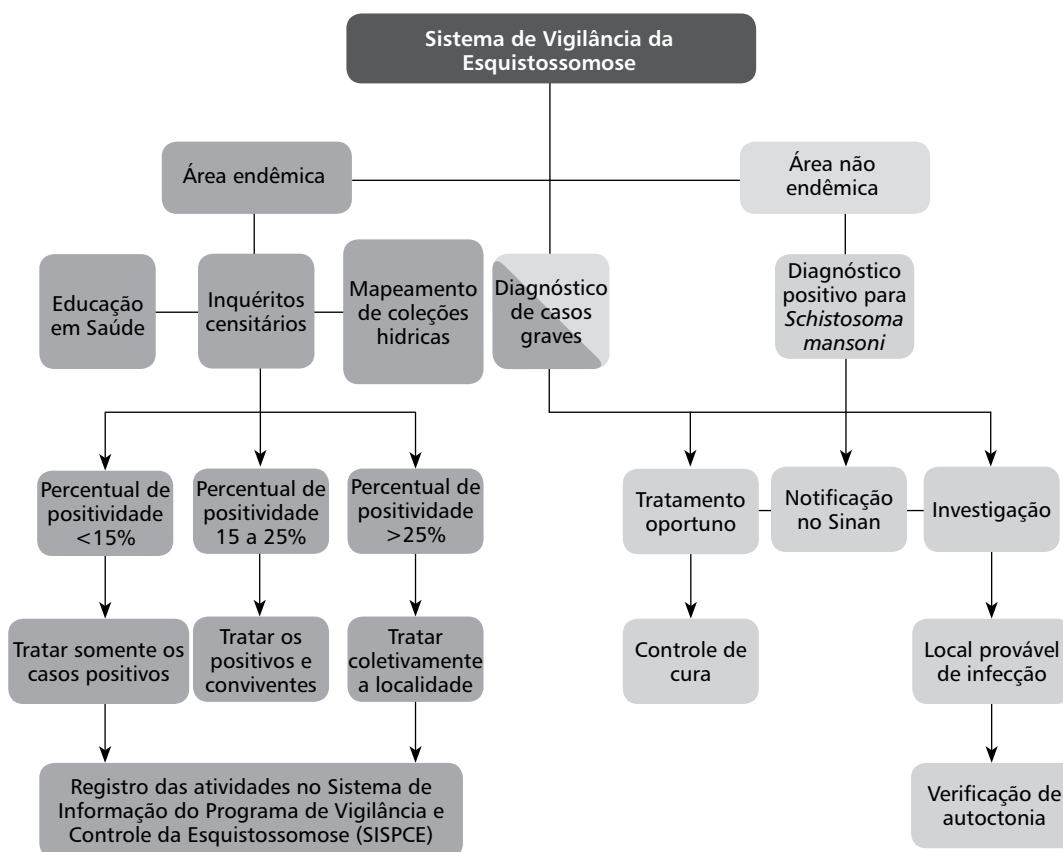 Sistema de Vigilância da
Esquistossomose
Área endêmica
Área não
endêmica
Educação
em Saúde
Inquéritos
censitários
Mapeamento
de coleções
hidricas
Diagnóstico
de casos
graves
Diagnóstico
positivo para
Schistosoma
mansoni
Percentual de
positividade
<15%
Percentual de
positividade
15 a 25%
Percentual de
positividade
>25%
Tratamento
oportuno
Notificação
no Sinan
Investigação
Tratar somente os
casos positivos
Tratar os
positivos e
conviventes
Tratar
coletivamente
a localidade
Controle de
cura
Local provável
de infecção
Registro das atividades no Sistema de
Informação do Programa de Vigilância e
Controle da Esquistossomose (SISPCE)
Verificação de
autoctonia